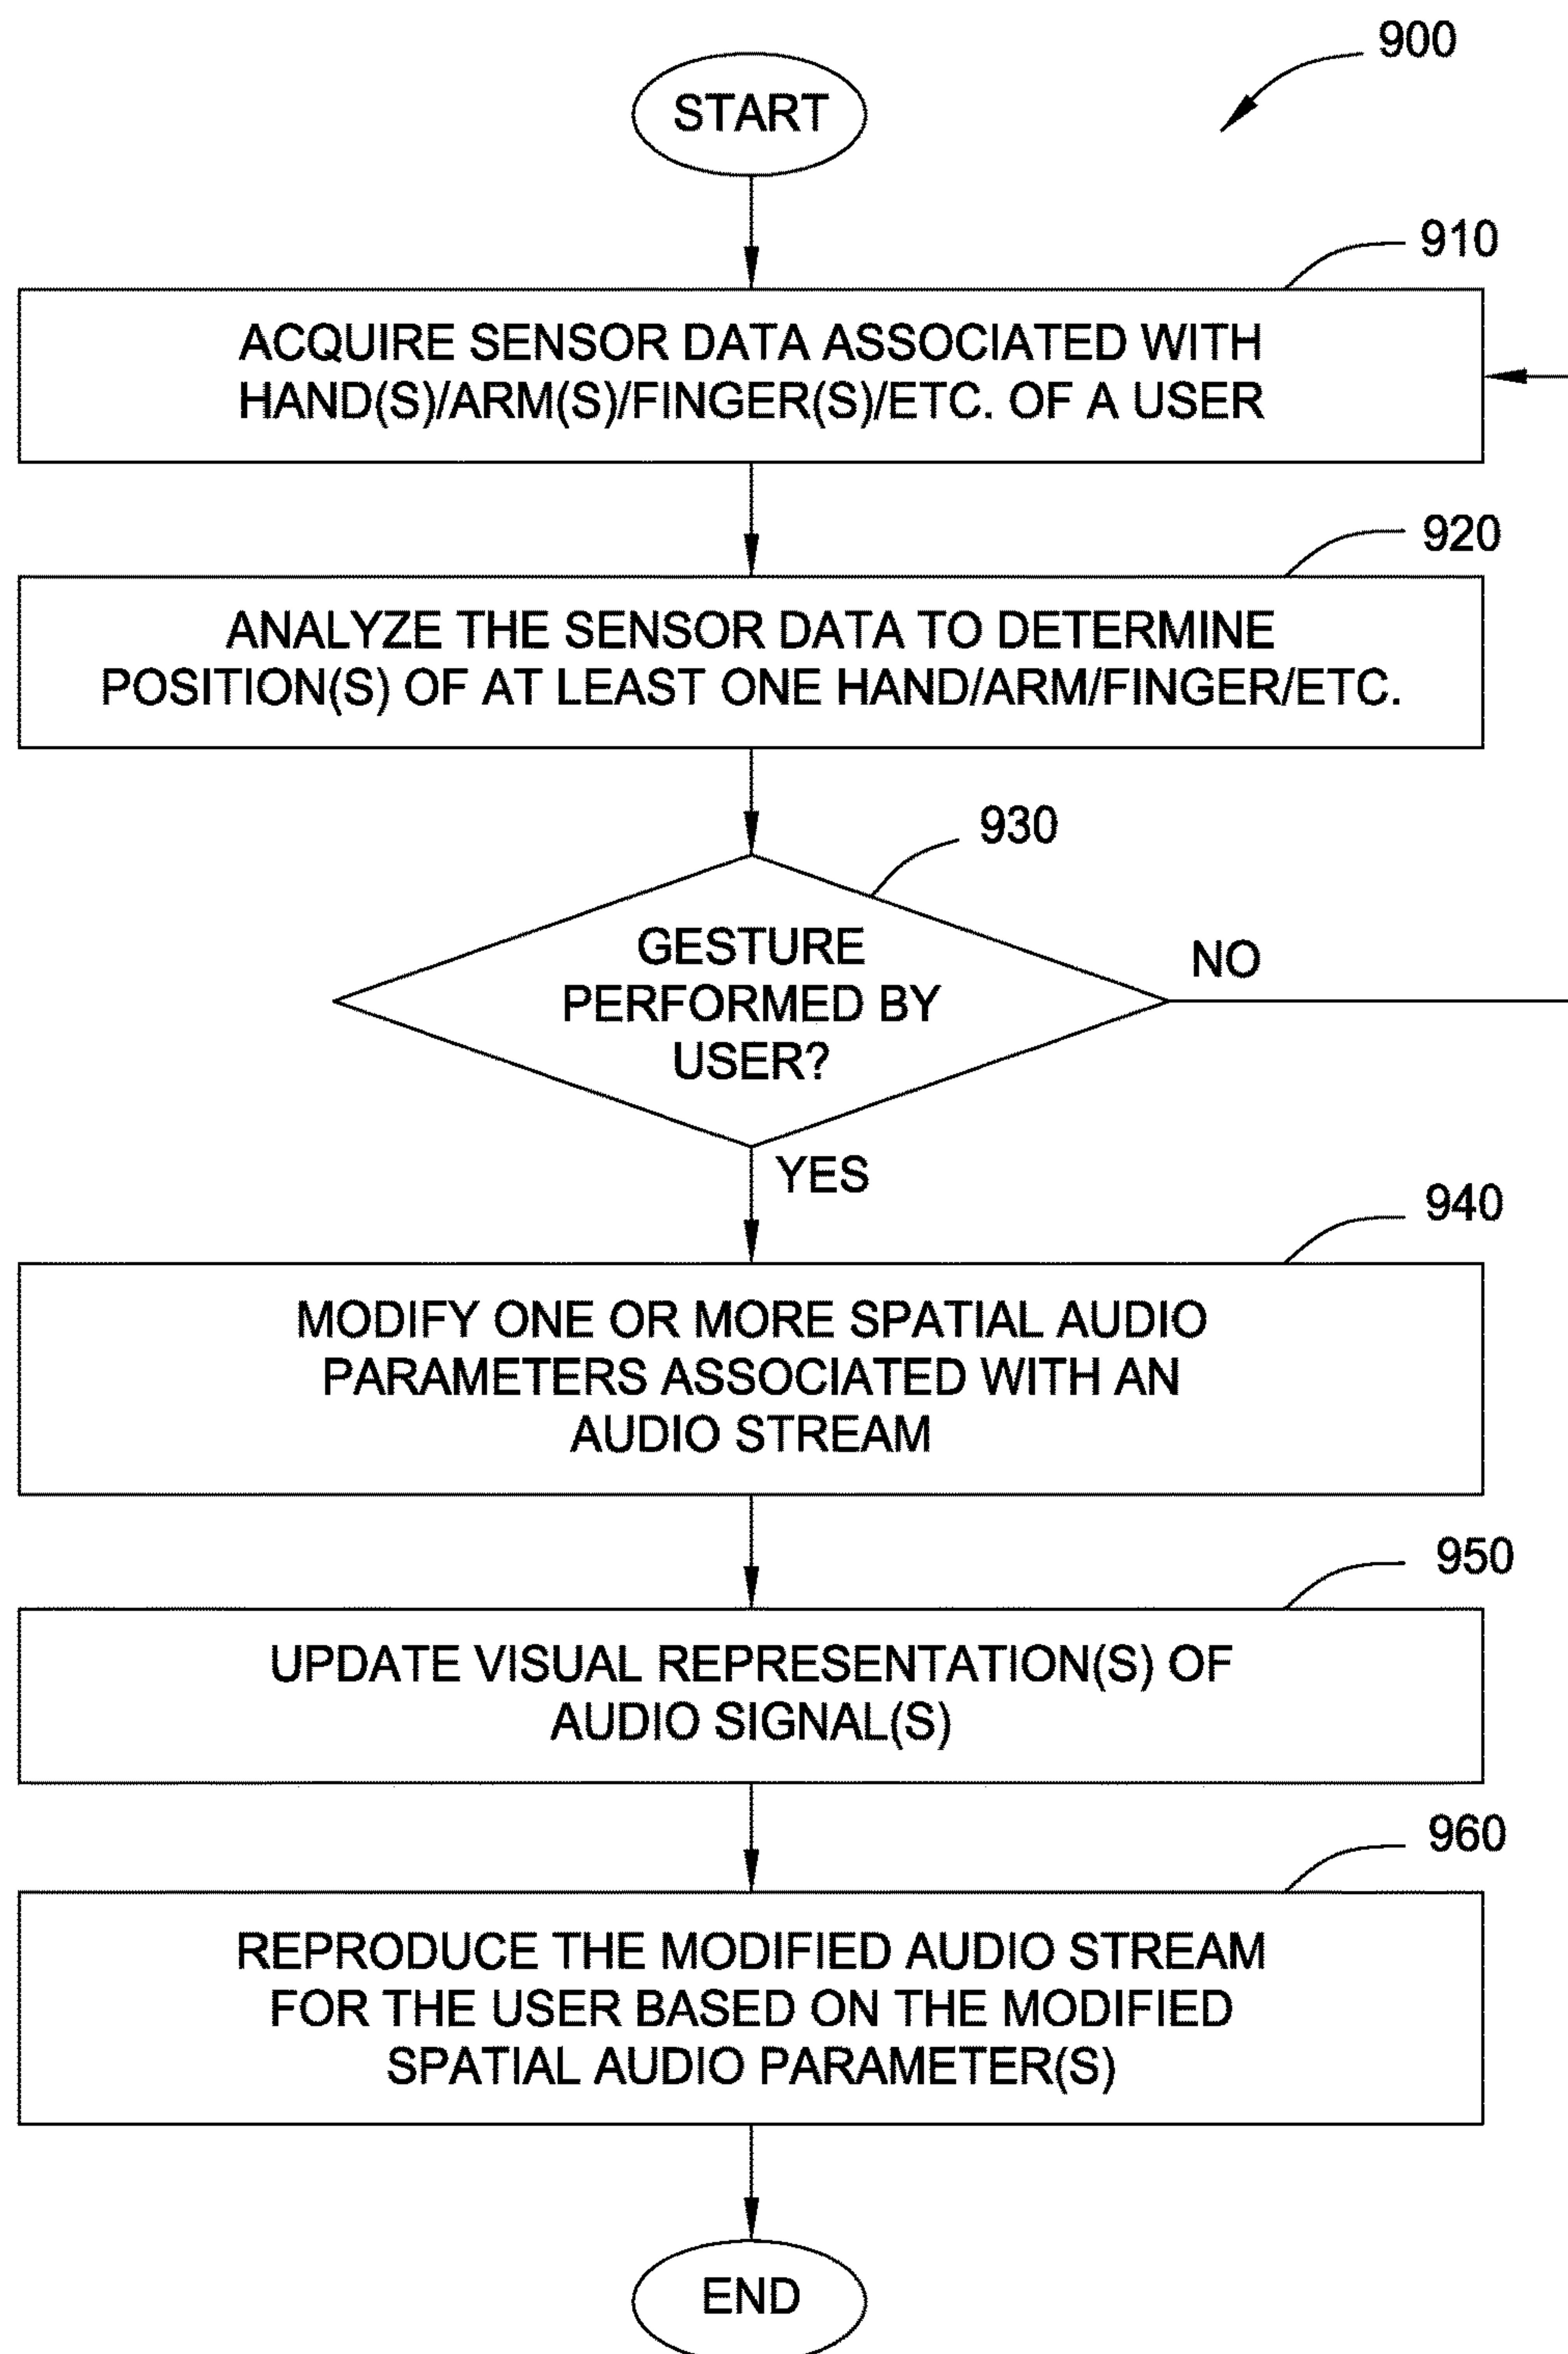 900
START
910
ACQUIRE SENSOR DATA ASSOCIATED WITH
HAND(S)/ARM(S)/FINGER(S)/ETC. OF A USER
920
ANALYZE THE SENSOR DATA TO DETERMINE
POSITION(S) OF AT LEAST ONE HAND/ARM/FINGER/ETC.
930
GESTURE
PERFORMED BY
USER?
NO
YES
940
MODIFY ONE OR MORE SPATIAL AUDIO
PARAMETERS ASSOCIATED WITH AN
AUDIO STREAM
950
UPDATE VISUAL REPRESENTATION(S) OF
AUDIO SIGNAL(S)
960
REPRODUCE THE MODIFIED AUDIO STREAM
FOR THE USER BASED ON THE MODIFIED
SPATIAL AUDIO PARAMETER(S)
END